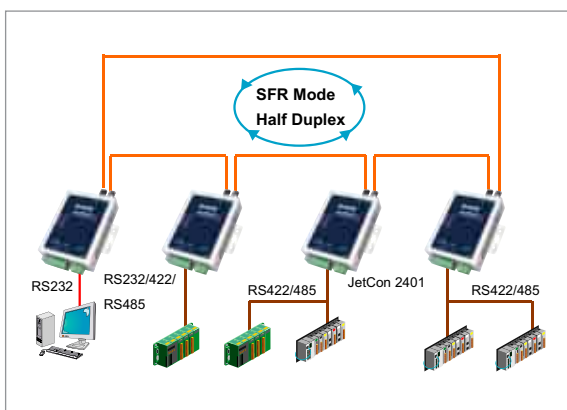 SFR Mode
Half Duplex
RS232
RS232/422/
RS485
RS422/485
JetCon 2401
RS422/485